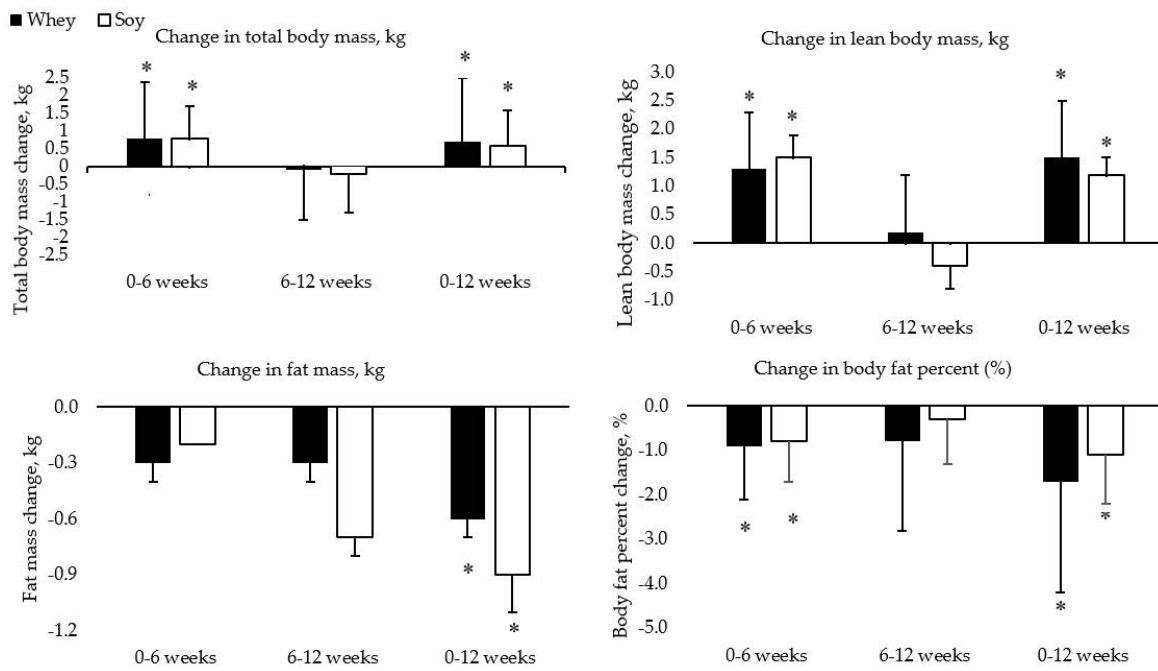 Whey Soy
Change in total body mass, kg
Total body mass change, kg
2.5
2
1.5
1
0.5
0
-0.5
-1
-1.5
-2
-2.5
* * * *
0-6 weeks 6-12 weeks 0-12 weeks
Change in lean body mass, kg
Lean body mass change, kg
3.0
2.5
2.0
1.5
1.0
0.5
0.0
-0.5
-1.0
* * * *
0-6 weeks 6-12 weeks 0-12 weeks
Change in fat mass, kg
Fat mass change, kg
0.0
-0.3
-0.6
-0.9
-1.2
* *
0-6 weeks 6-12 weeks 0-12 weeks
Change in body fat percent (%)
Body fat percent change, %
0.0
-1.0
-2.0
-3.0
-4.0
-5.0
* * * *
0-6 weeks 6-12 weeks 0-12 weeks